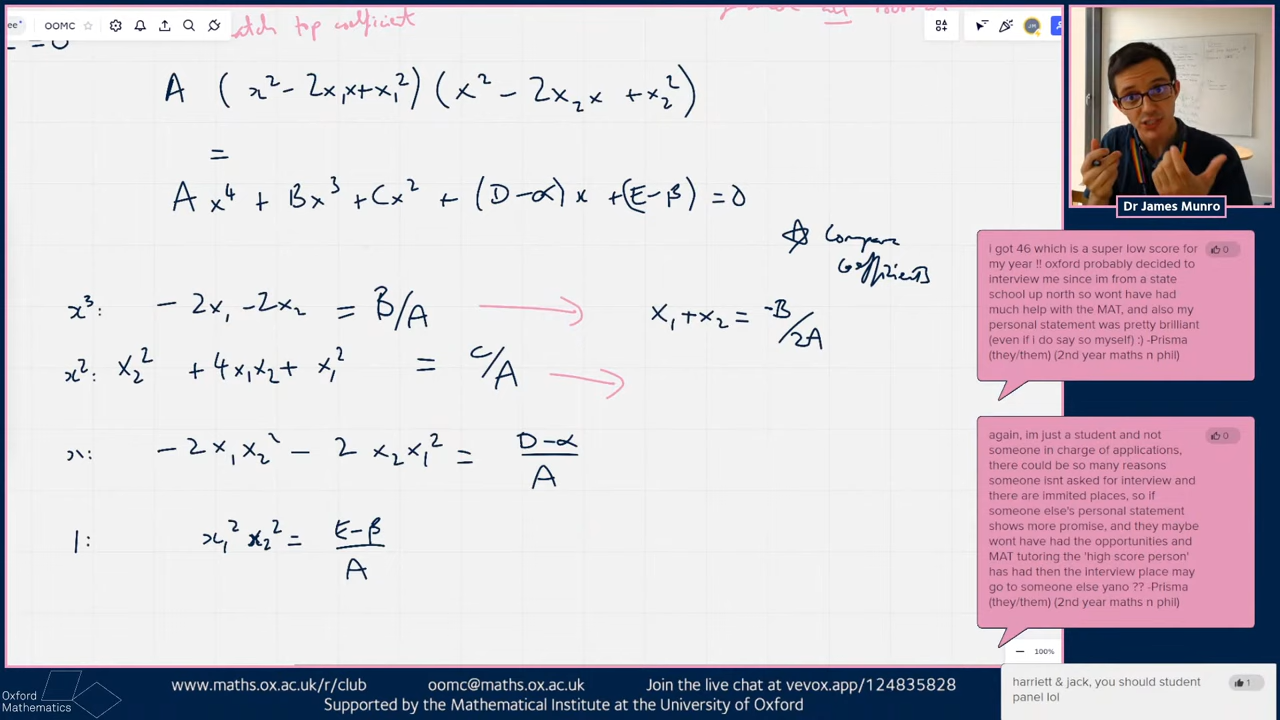 OOMC
match top coefficient
A (x² - 2x₁x + x₁²) (x² - 2x₂x + x₂²)
=
A x⁴ + Bx³ + Cx² + (D-α) x + (E-β) = 0
☆ Compare
coefficients
x³: - 2x₁ - 2x₂ = B/A x₁ + x₂ = -B/2A
x²: x₂² + 4x₁x₂ + x₁² = C/A
x: - 2x₁x₂² - 2x₂x₁² = D-α / A
1: x₁² x₂² = E-β / A
Dr James Munro
i got 46 which is a super low score for
my year !! oxford probably decided to
interview me since im from a state
school up north so wont have had
much help with the MAT, and also my
personal statement was pretty brilliant
(even if i do say so myself) :) -Prisma
(they/them) (2nd year maths n phil)
0
again, im just a student and not
someone in charge of applications,
there could be so many reasons
someone isnt asked for interview and
there are immited places, so if
someone else's personal statement
shows more promise, and they maybe
wont have had the opportunities and
MAT tutoring the 'high score person'
has had then the interview place may
go to someone else yano ?? -Prisma
(they/them) (2nd year maths n phil)
0
100%
harriett & jack, you should student
panel lol
1
Oxford
Mathematics
www.maths.ox.ac.uk/r/club oomc@maths.ox.ac.uk Join the live chat at vevox.app/124835828
Supported by the Mathematical Institute at the University of Oxford